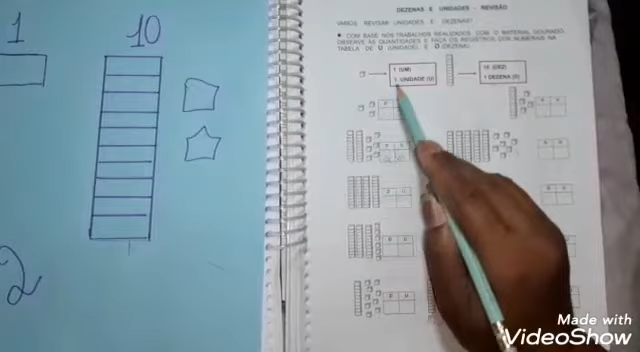 1
10
2
DEZENAS E UNIDADES - REVISÃO
VAMOS REVISAR UNIDADES E DEZENAS?
COM BASE NOS TRABALHOS REALIZADOS COM O MATERIAL DOURADO,
OBSERVE AS QUANTIDADES E FAÇA OS REGISTROS DOS NUMERAIS NA
TABELA DE U (UNIDADE) E D (DEZENA)
1 (UM)
1 UNIDADE (U)
10 (DEZ)
1 DEZENA (D)
Made with
VideoShow